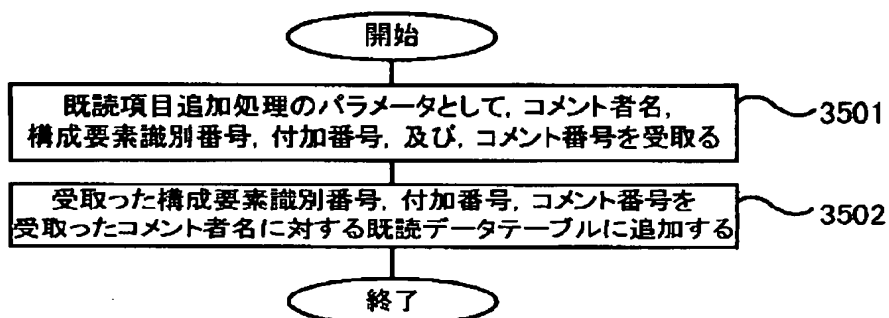 開始
既読項目追加処理のパラメータとして, コメント者名,
構成要素識別番号, 付加番号, 及び, コメント番号を受取る
3501
受取った構成要素識別番号, 付加番号, コメント番号を
受取ったコメント者名に対する既読データテーブルに追加する
3502
終了